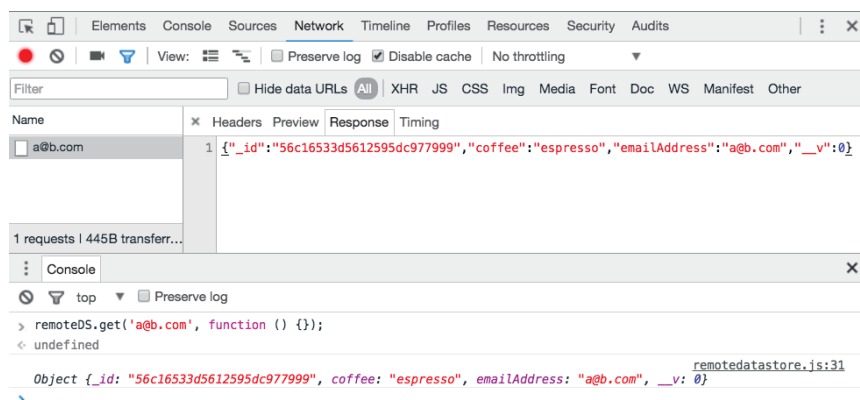 Elements Console Sources Network Timeline Profiles Resources Security Audits
View: Preserve log Disable cache No throttling
Filter Hide data URLs All XHR JS CSS Img Media Font Doc WS Manifest Other
Name Headers Preview Response Timing
a@b.com 1 {"_id":"56c16533d5612595dc977999","coffee":"espresso","emailAddress":"a@b.com","__v":0}
1 requests | 445B transferr...
Console
top Preserve log
remoteDS.get('a@b.com', function () {});
undefined
remotedatastore.js:31
Object {_id: "56c16533d5612595dc977999", coffee: "espresso", emailAddress: "a@b.com", __v: 0}